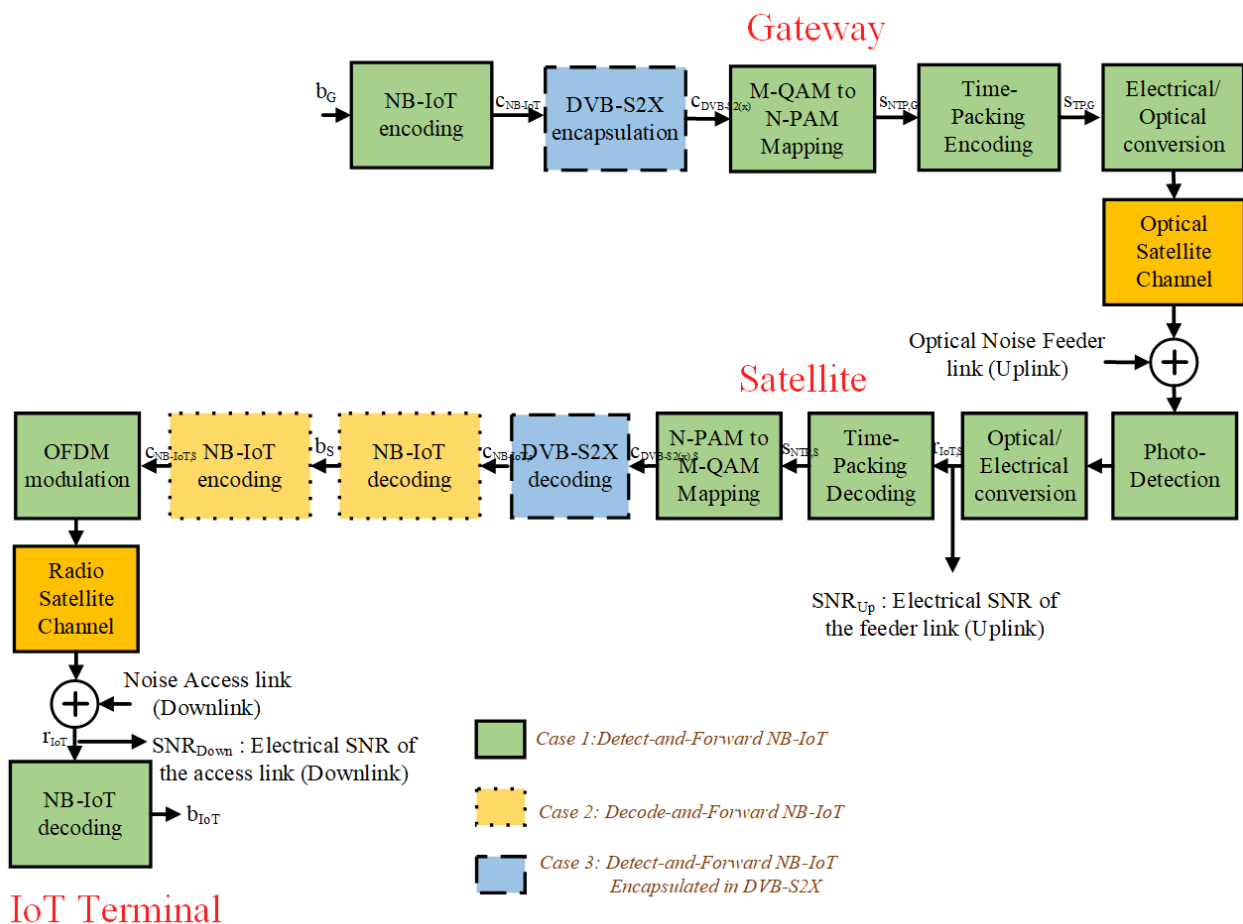 Gateway
b_G
NB-IoT
encoding
c_NB-IoT
DVB-S2X
encapsulation
c_DVB-S2(x)
M-QAM to
N-PAM
Mapping
s_NTP,G
Time-
Packing
Encoding
s_TP,G
Electrical/
Optical
conversion
Optical
Satellite
Channel
Optical Noise Feeder
link (Uplink)
Satellite
OFDM
modulation
c_NB-IoT,S
NB-IoT
encoding
b_S
NB-IoT
decoding
c_NB-IoT,
DVB-S2X
decoding
c_DVB-S2(x),S
N-PAM to
M-QAM
Mapping
s_NTP,S
Time-
Packing
Decoding
r_IoT,S
Optical/
Electrical
conversion
Photo-
Detection
SNR_Up : Electrical SNR of
the feeder link (Uplink)
Radio
Satellite
Channel
Noise Access link
(Downlink)
r_IoT
SNR_Down : Electrical SNR of
the access link (Downlink)
NB-IoT
decoding
b_IoT
IoT Terminal
Case 1:Detect-and-Forward NB-IoT
Case 2: Decode-and-Forward NB-IoT
Case 3: Detect-and-Forward NB-IoT
Encapsulated in DVB-S2X